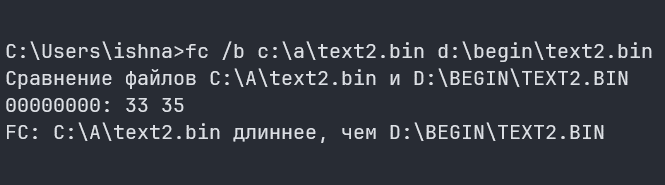 C:\Users\ishna>fc /b c:\a\text2.bin d:\begin\text2.bin
Сравнение файлов C:\A\text2.bin и D:\BEGIN\TEXT2.BIN
00000000: 33 35
FC: C:\A\text2.bin длиннее, чем D:\BEGIN\TEXT2.BIN